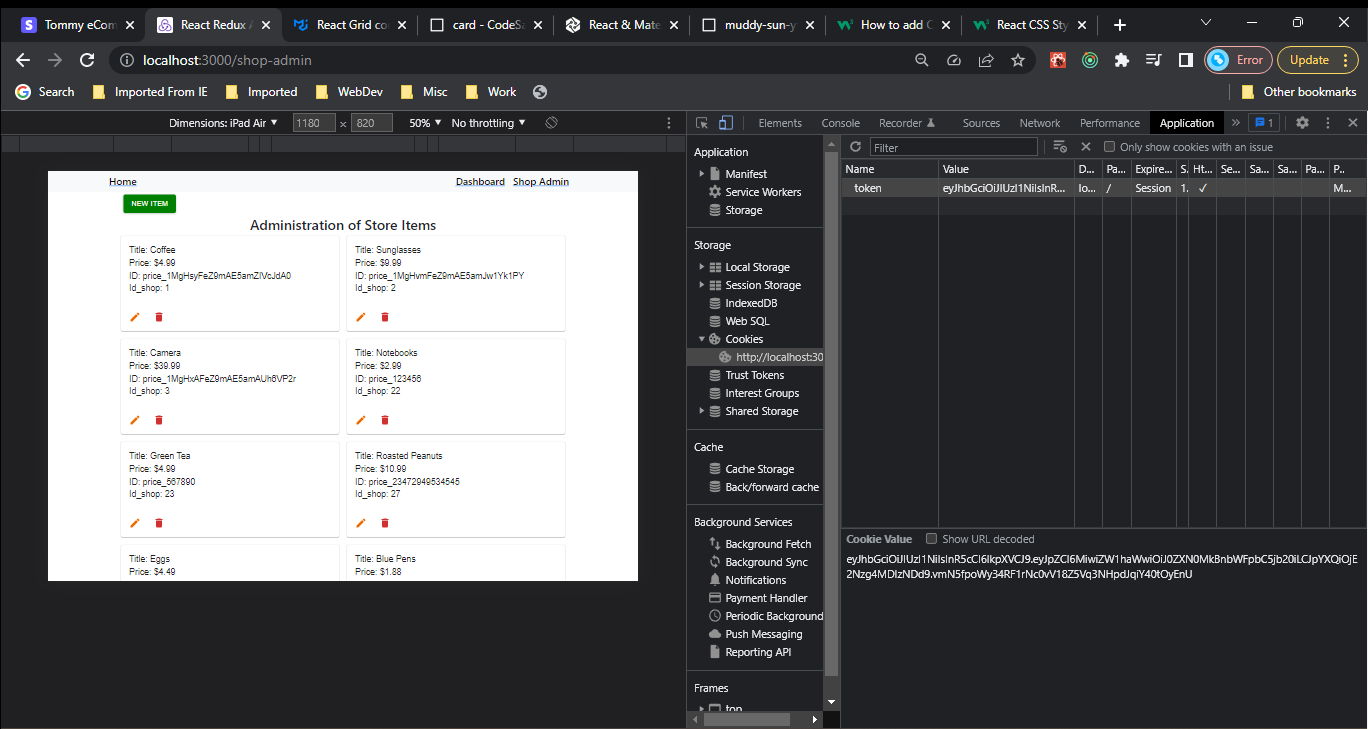 Tommy eCom
React Redux A
React Grid co
card - CodeSa
React & Mate
muddy-sun-y
How to add C
React CSS Sty
localhost:3000/shop-admin
Error
Update
Search
Imported From IE
Imported
WebDev
Misc
Work
Other bookmarks
Dimensions: iPad Air
1180 × 820
50%
No throttling
Elements
Console
Recorder
Sources
Network
Performance
Application
1
Home
Dashboard
Shop Admin
NEW ITEM
Administration of Store Items
Title: Coffee
Price: $4.99
ID: price_1MgHsyFeZ9mAE5amZlVcJdA0
Id_shop: 1
Title: Sunglasses
Price: $9.99
ID: price_1MgHvmFeZ9mAE5amJw1Yk1PY
Id_shop: 2
Title: Camera
Price: $39.99
ID: price_1MgHxAFeZ9mAE5amAUh6VP2r
Id_shop: 3
Title: Notebooks
Price: $2.99
ID: price_123456
Id_shop: 22
Title: Green Tea
Price: $4.99
ID: price_567890
Id_shop: 23
Title: Roasted Peanuts
Price: $10.99
ID: price_23472949534545
Id_shop: 27
Title: Eggs
Price: $4.49
Title: Blue Pens
Price: $1.88
Application
Manifest
Service Workers
Storage
Storage
Local Storage
Session Storage
IndexedDB
Web SQL
Cookies
http://localhost:30
Trust Tokens
Interest Groups
Shared Storage
Cache
Cache Storage
Back/forward cache
Background Services
Background Fetch
Background Sync
Notifications
Payment Handler
Periodic Background
Push Messaging
Reporting API
Frames
top
Filter
Only show cookies with an issue
Name Value D... Pa... Expire... S. Ht... Se... Sa... Sa... Pa... P...
token eyJhbGciOiJIUzI1NiIsInR... lo... / Session 1. ✓ M...
Cookie Value
Show URL decoded
eyJhbGciOiJIUzI1NiIsInR5cCI6IkpXVCJ9.eyJpZCI6MiwiZW1haWwiOiJ0ZXN0MkBnbWFpbC5jb20iLCJpYXQiOjE
2Nzg4MDIzNDd9.vmN5fpoWy34RF1rNc0vV18Z5Vq3NHpdJqiY40tOyEnU